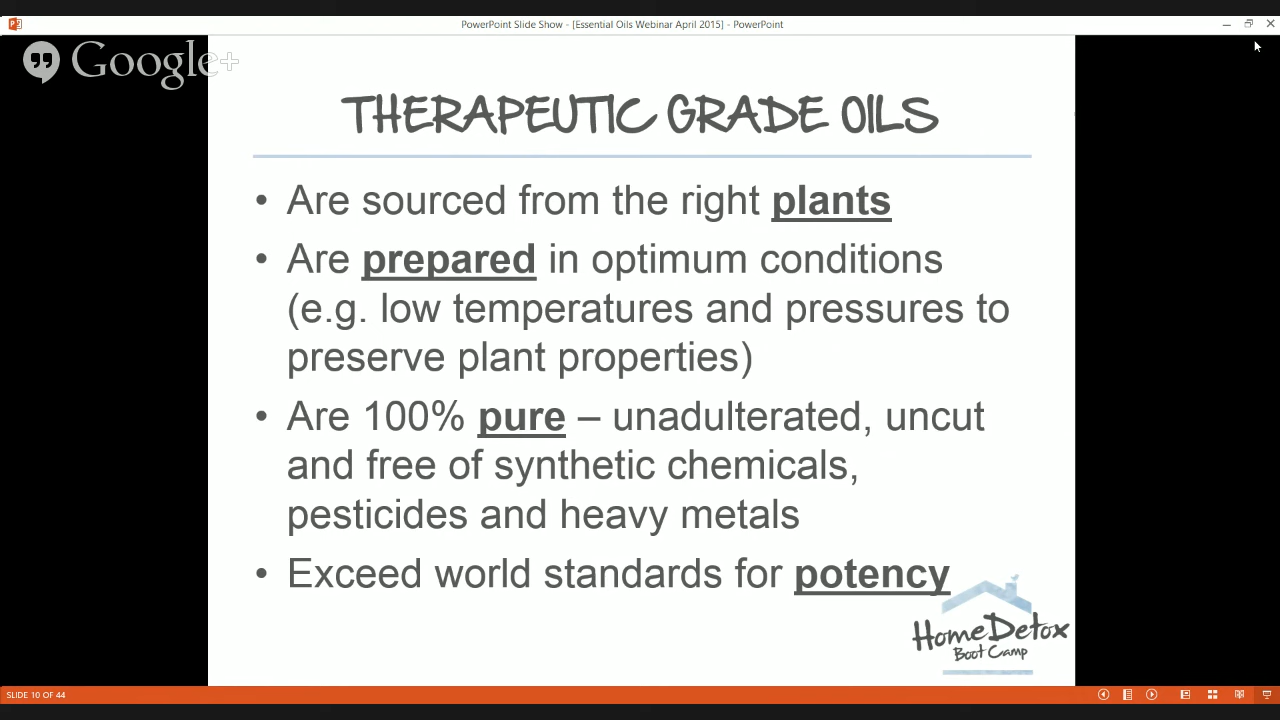 PowerPoint Slide Show - [Essential Oils Webinar April 2015] - PowerPoint
Google+
THERAPEUTIC GRADE OILS
• Are sourced from the right plants
• Are prepared in optimum conditions
(e.g. low temperatures and pressures to
preserve plant properties)
• Are 100% pure – unadulterated, uncut
and free of synthetic chemicals,
pesticides and heavy metals
• Exceed world standards for potency
HomeDetox
Boot Camp
SLIDE 10 OF 44